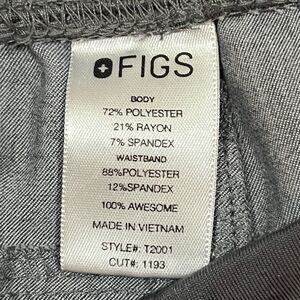 FIGS
BODY
72% POLYESTER
21% RAYON
7% SPANDEX
WAISTBAND
88%POLYESTER
12%SPANDEX
100% AWESOME
MADE IN VIETNAM
STYLE#: T2001
CUT#: 1193